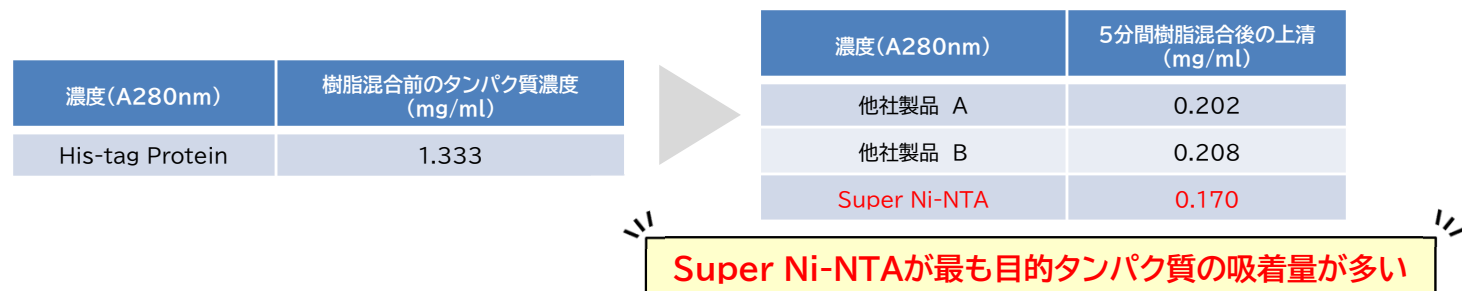 濃度(A280nm)
樹脂混合前のタンパク質濃度
(mg/ml)
His-tag Protein
1.333
濃度(A280nm)
5分間樹脂混合後の上清
(mg/ml)
他社製品 A
0.202
他社製品 B
0.208
Super Ni-NTA
0.170
Super Ni-NTAが最も目的タンパク質の吸着量が多い